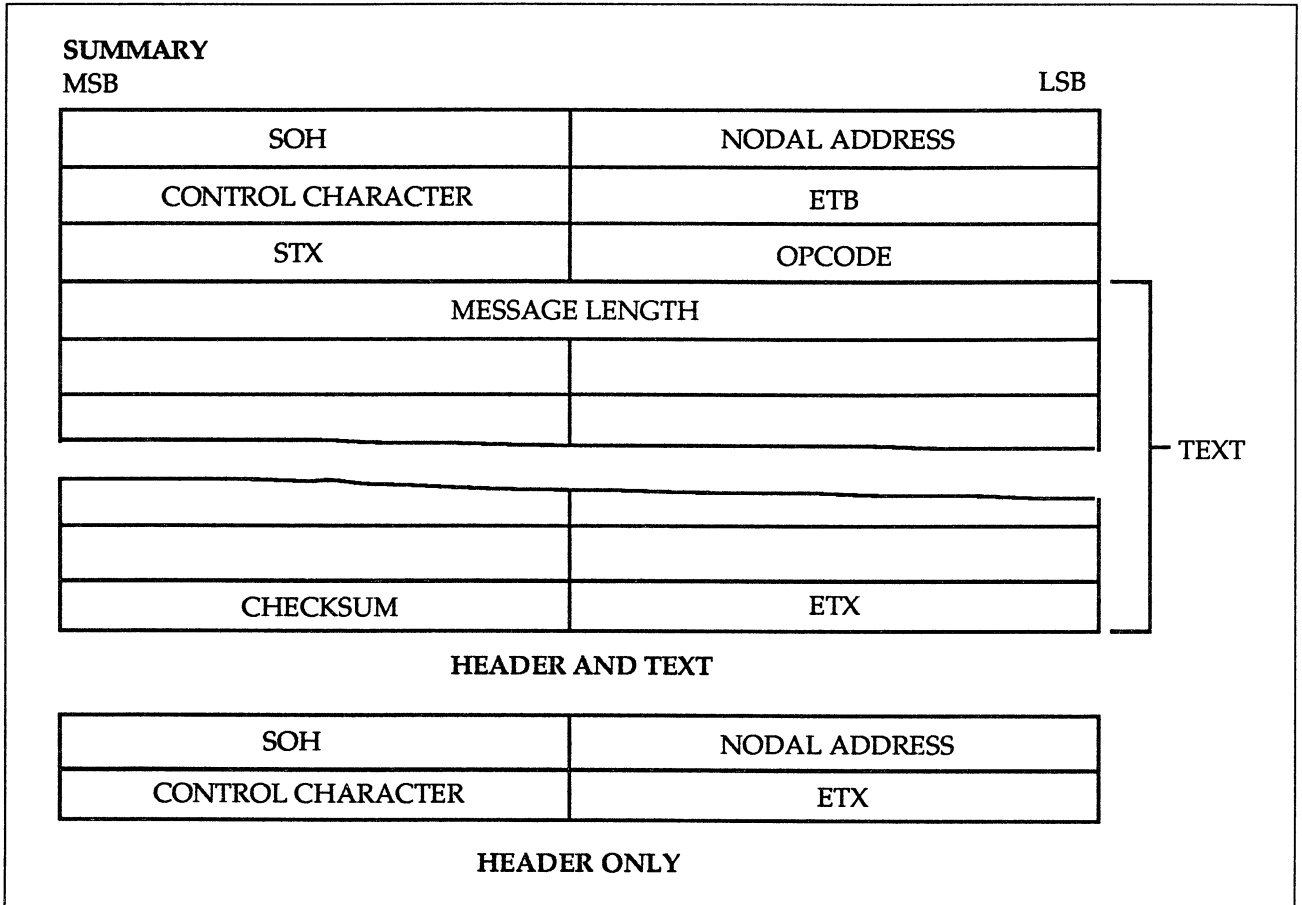 SUMMARY
MSB LSB
SOH NODAL ADDRESS
CONTROL CHARACTER ETB
STX OPCODE
MESSAGE LENGTH
TEXT
CHECKSUM ETX
HEADER AND TEXT
SOH NODAL ADDRESS
CONTROL CHARACTER ETX
HEADER ONLY